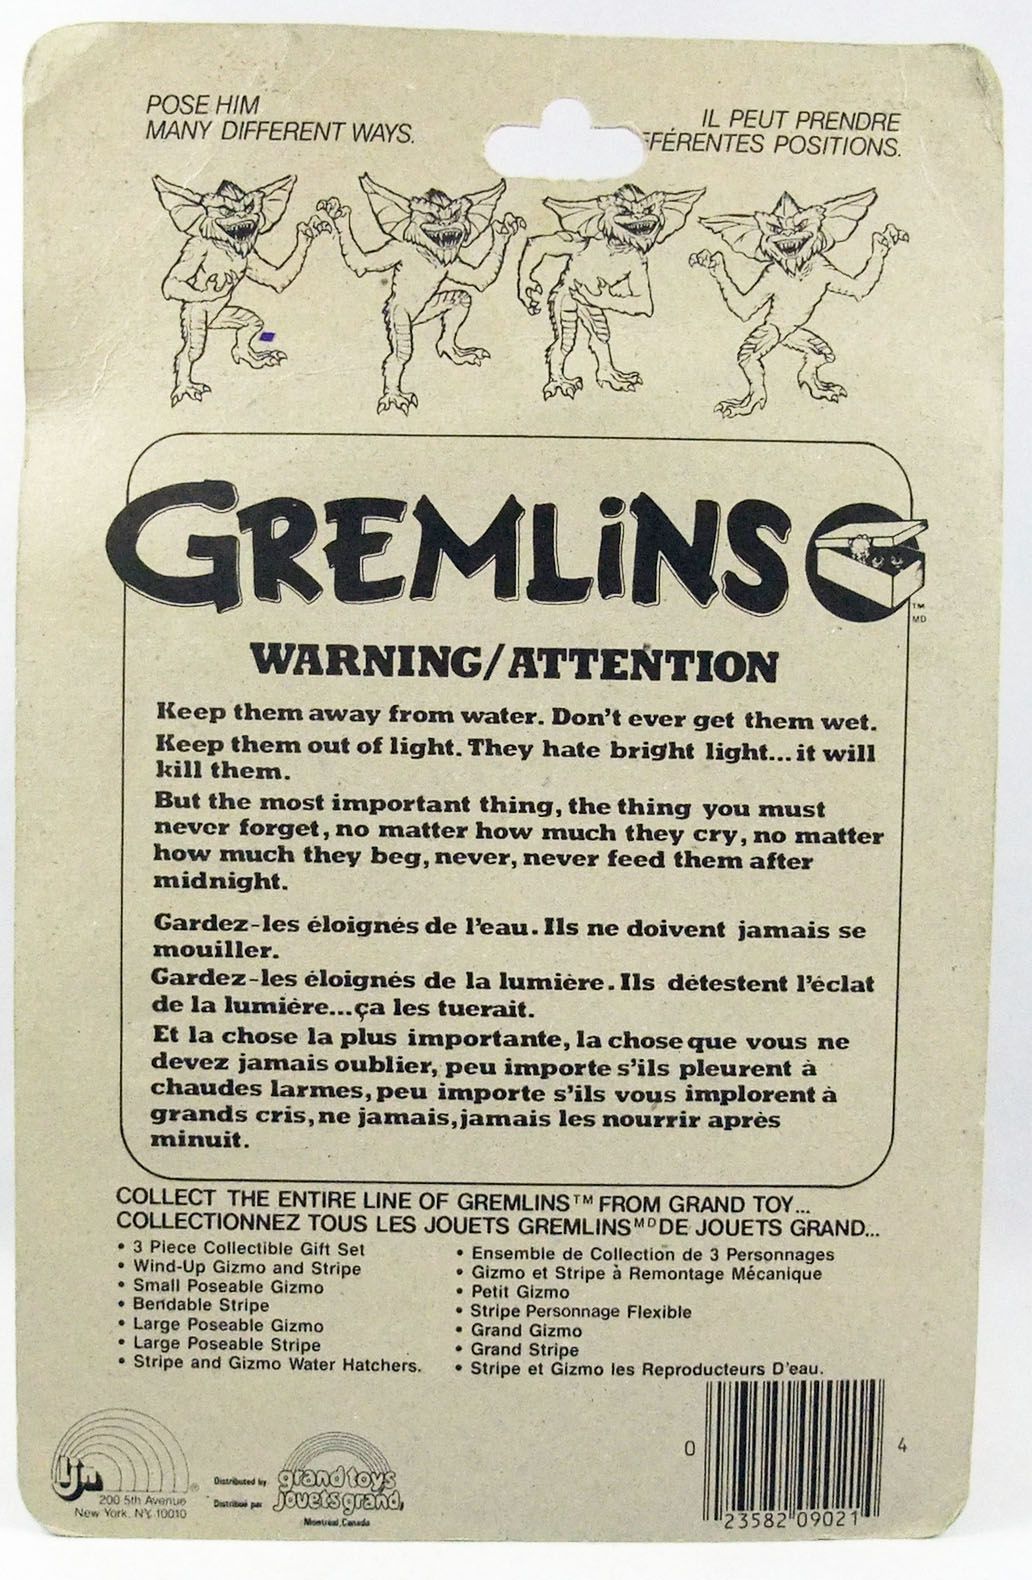 POSE HIM
MANY DIFFERENT WAYS.
IL PEUT PRENDRE
FFÉRENTES POSITIONS.
GREMLiNS
TM
MD
WARNING/ATTENTION
Keep them away from water. Don't ever get them wet.
Keep them out of light. They hate bright light...it will
kill them.
But the most important thing, the thing you must
never forget, no matter how much they cry, no matter
how much they beg, never, never feed them after
midnight.
Gardez-les éloignés de l'eau. Ils ne doivent jamais se
mouiller.
Gardez-les éloignés de la lumière. Ils détestent l'éclat
de la lumière...ça les tuerait.
Et la chose la plus importante, la chose que vous ne
devez jamais oublier, peu importe s'ils pleurent à
chaudes larmes, peu importe s'ils vous implorent à
grands cris, ne jamais, jamais les nourrir après
minuit.
COLLECT THE ENTIRE LINE OF GREMLINS™ FROM GRAND TOY...
COLLECTIONNEZ TOUS LES JOUETS GREMLINS MD DE JOUETS GRAND...
• 3 Piece Collectible Gift Set
• Wind-Up Gizmo and Stripe
• Small Poseable Gizmo
• Bendable Stripe
• Large Poseable Gizmo
• Large Poseable Stripe
• Stripe and Gizmo Water Hatchers.
• Ensemble de Collection de 3 Personnages
• Gizmo et Stripe à Remontage Mécanique
• Petit Gizmo
• Stripe Personnage Flexible
• Grand Gizmo
• Grand Stripe
• Stripe et Gizmo les Reproducteurs D'eau.
LJN ®
200 5th Avenue
New York, NY. 10010
Distributed by
Distribué par
grand toys
jouets grand,
Montreal, Canada
0 23582 09021 4